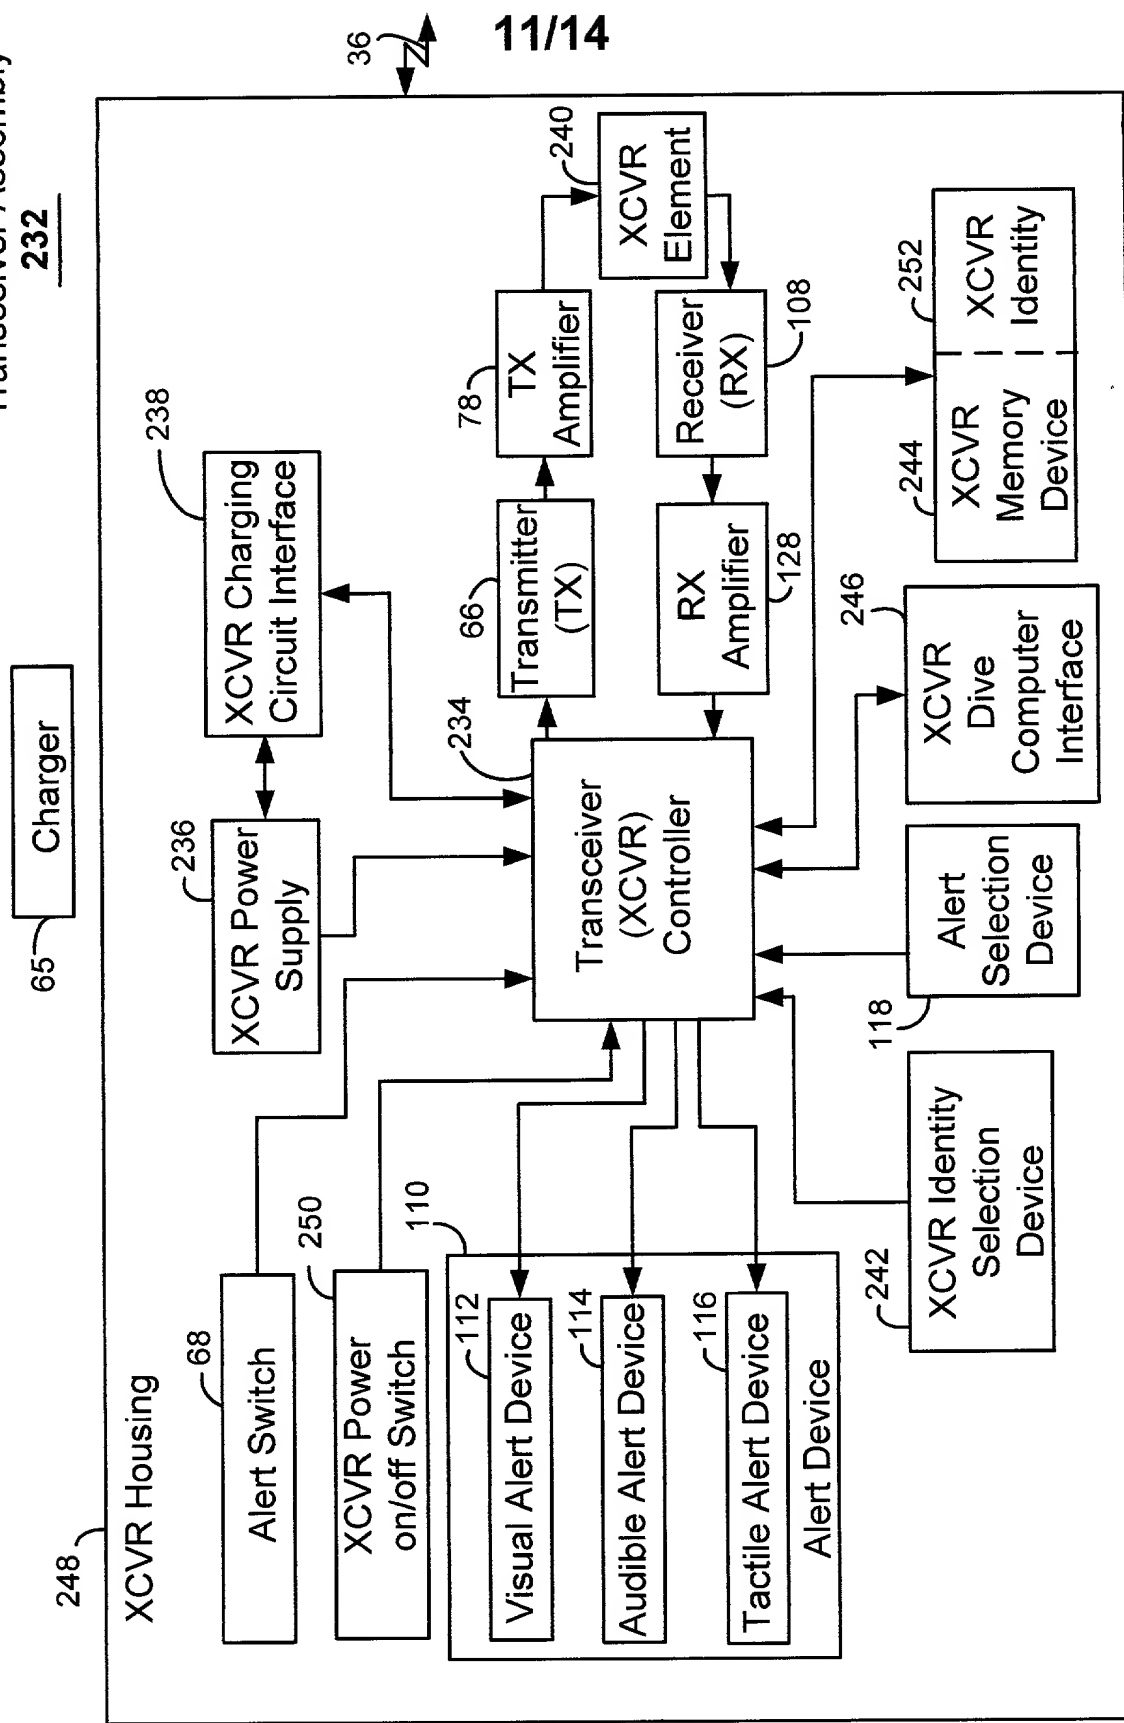 Transceiver Assembly
232
11/14
36
65
Charger
248
XCVR Housing
68
Alert Switch
250
XCVR Power
on/off Switch
110
112
Visual Alert Device
114
Audible Alert Device
116
Tactile Alert Device
Alert Device
236
XCVR Power
Supply
238
XCVR Charging
Circuit Interface
234
Transceiver
(XCVR)
Controller
66
Transmitter
(TX)
78
TX
Amplifier
240
XCVR
Element
Receiver
(RX)
108
RX
Amplifier
128
242
XCVR Identity
Selection
Device
118
Alert
Selection
Device
246
XCVR
Dive
Computer
Interface
244
XCVR
Memory
Device
252
XCVR
Identity